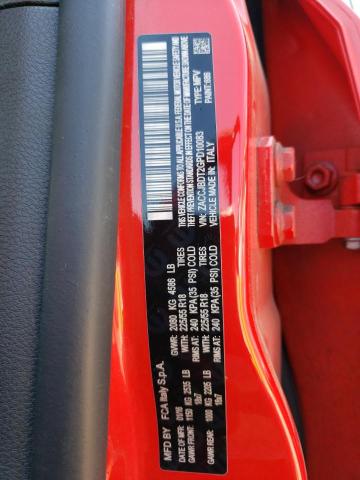 MFD BY FCA Italy S.p.A.
DATE OF MFR: 01/16 GVWR: 2080 KG 4586 LB
GAWR FRONT: 1150 KG 2535 LB TIRES 225/55 R18
RIMS AT: 18x7 240 KPA(35 PSI) COLD
GAWR REAR: 1000 KG 2205 LB TIRES 225/55 R18
RIMS AT: 18x7 240 KPA(35 PSI) COLD
THIS VEHICLE CONFORMS TO ALL APPLICABLE U.S.A. FEDERAL MOTOR VEHICLE SAFETY AND
THEFT PREVENTION STANDARDS IN EFFECT ON THE DATE OF MANUFACTURE SHOWN ABOVE
VIN: ZACCJBDT2GPD10083 TYPE: MPV
VEHICLE MADE IN: ITALY PAINT: